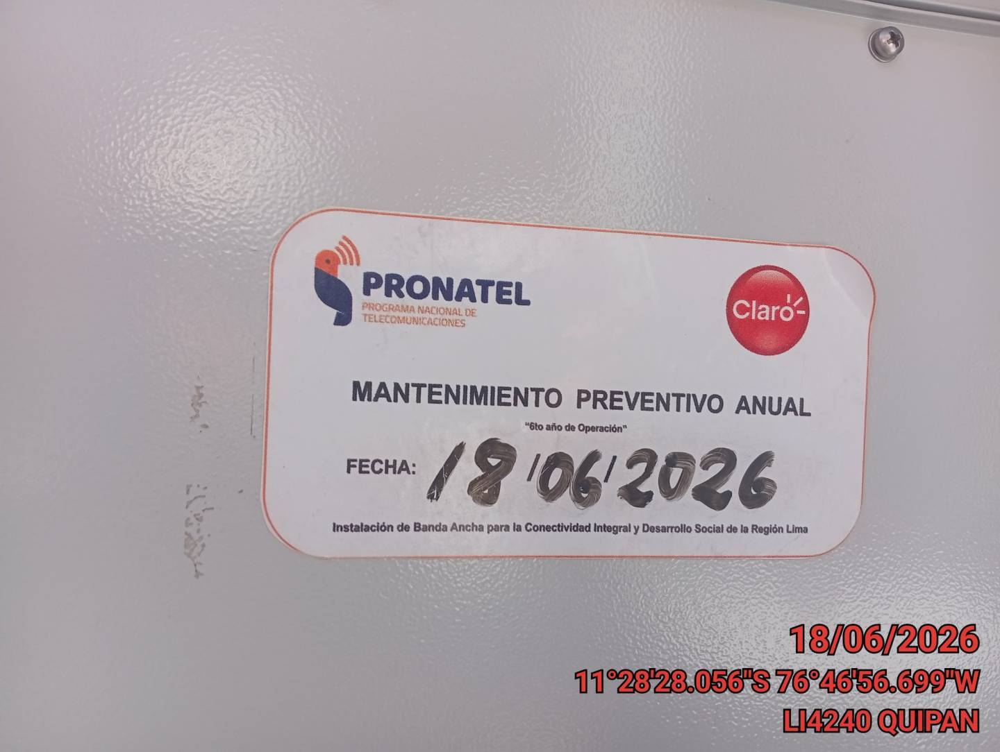 PRONATEL
PROGRAMA NACIONAL DE
TELECOMUNICACIONES
Claro
MANTENIMIENTO PREVENTIVO ANUAL
"6to año de Operación"
FECHA: 18/06/2026
Instalación de Banda Ancha para la Conectividad Integral y Desarrollo Social de la Región Lima
18/06/2026
11°28'28.056"S 76°46'56.699"W
LI4240 QUIPAN